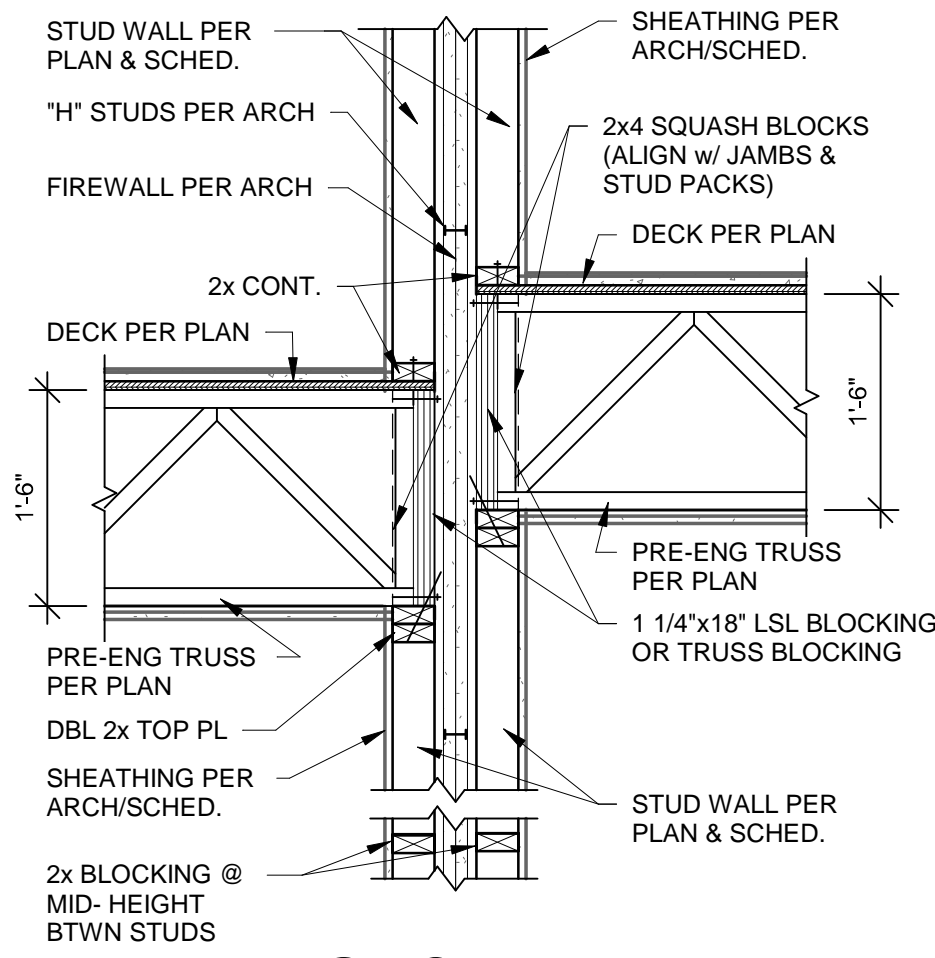 STUD WALL PER
PLAN & SCHED.
"H" STUDS PER ARCH
FIREWALL PER ARCH
2x CONT.
DECK PER PLAN
1'-6"
PRE-ENG TRUSS
PER PLAN
DBL 2x TOP PL
SHEATHING PER
ARCH/SCHED.
2x BLOCKING @
MID- HEIGHT
BTWN STUDS
SHEATHING PER
ARCH/SCHED.
2x4 SQUASH BLOCKS
(ALIGN w/ JAMBS &
STUD PACKS)
DECK PER PLAN
1'-6"
PRE-ENG TRUSS
PER PLAN
1 1/4"x18" LSL BLOCKING
OR TRUSS BLOCKING
STUD WALL PER
PLAN & SCHED.